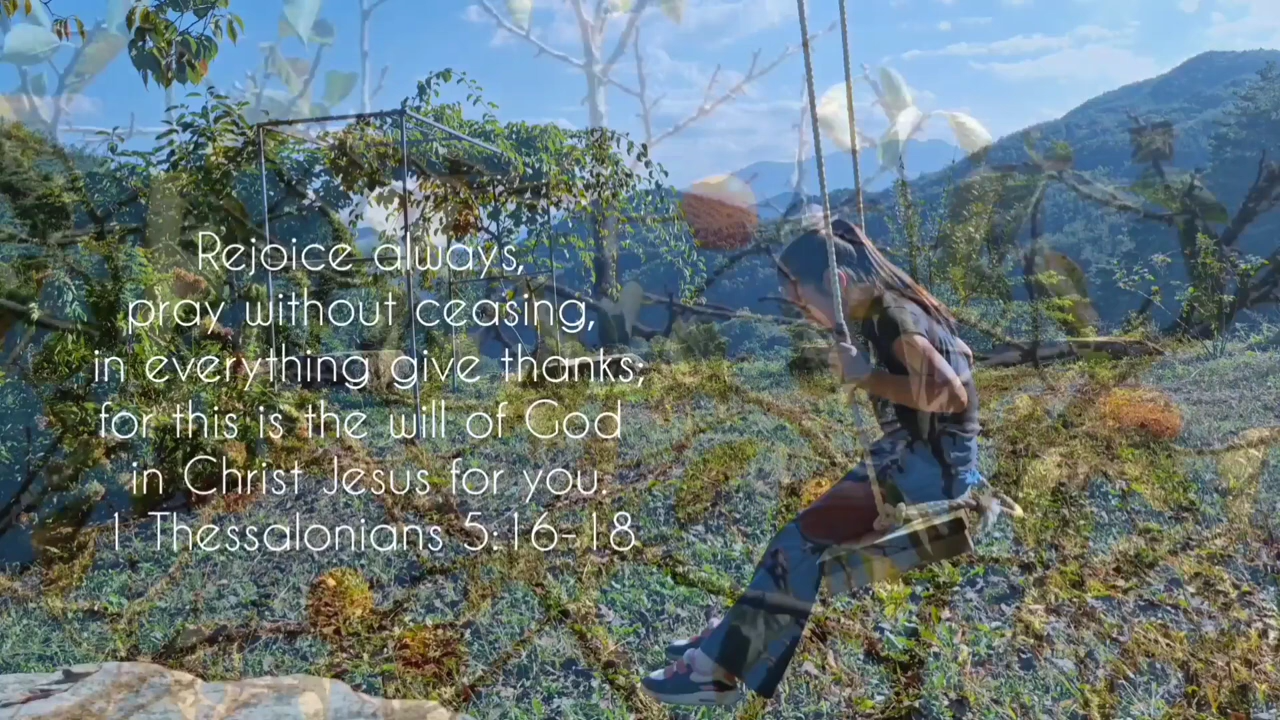 Rejoice always,
pray without ceasing,
in everything give thanks;
for this is the will of God
in Christ Jesus for you.
1 Thessalonians 5:16-18